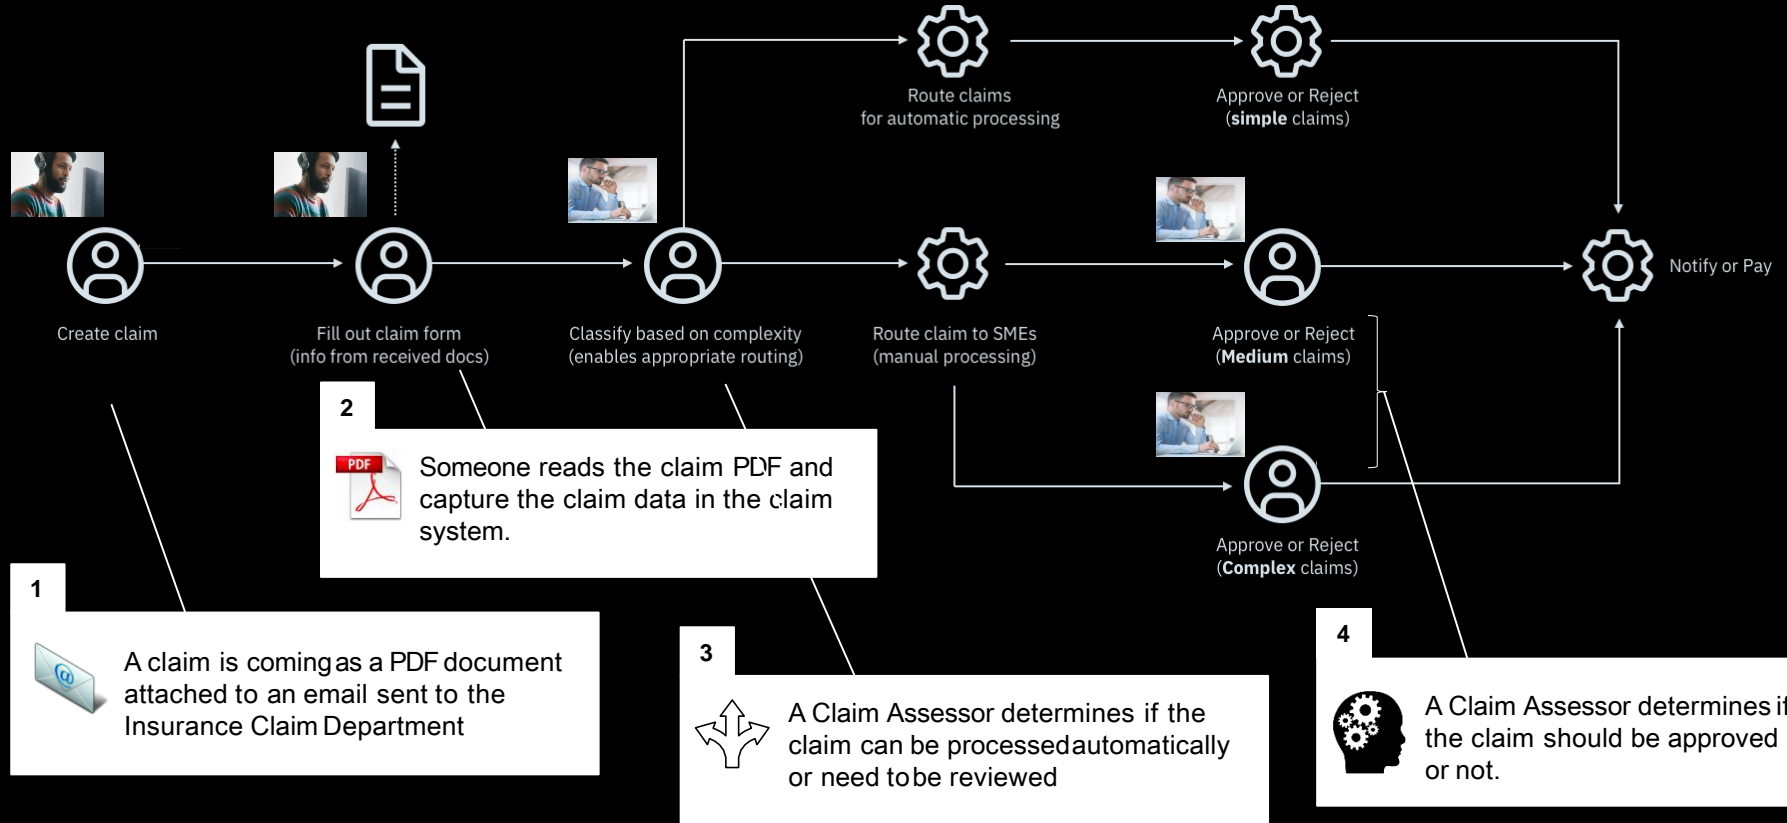 Route claims
for automatic processing
Approve or Reject
(simple claims)
Create claim
Fill out claim form
(info from received docs)
Classify based on complexity
(enables appropriate routing)
Route claim to SMEs
(manual processing)
Approve or Reject
(Medium claims)
Notify or Pay
Approve or Reject
(Complex claims)
1
@
A claim is coming as a PDF document
attached to an email sent to the
Insurance Claim Department
2
PDF
Someone reads the claim PDF and
capture the claim data in the claim
system.
3
A Claim Assessor determines if the
claim can be processed automatically
or need to be reviewed
4
A Claim Assessor determines if
the claim should be approved
or not.